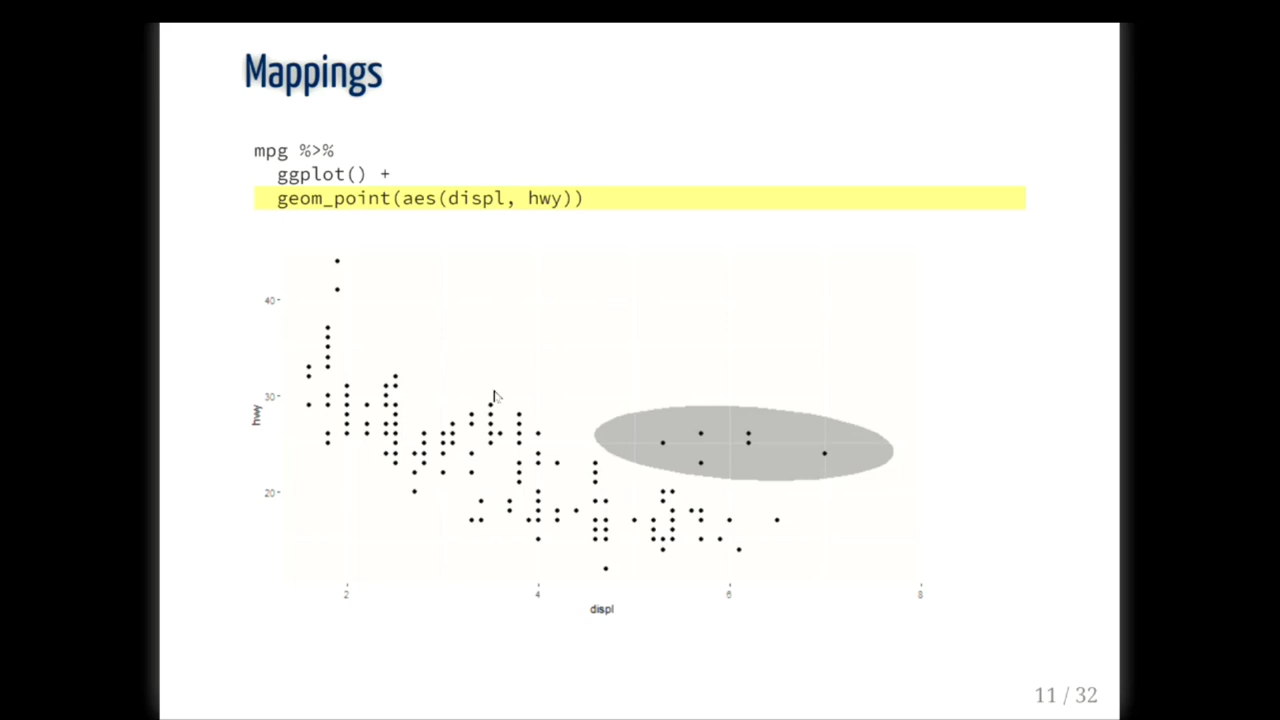 Mappings
mpg %>%
ggplot() +
geom_point(aes(displ, hwy))
40
30
20
hwy
2
4
6
8
displ
11 / 32